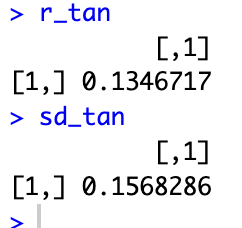 > r_tan
[,1]
[1,] 0.1346717
> sd_tan
[,1]
[1,] 0.1568286
>